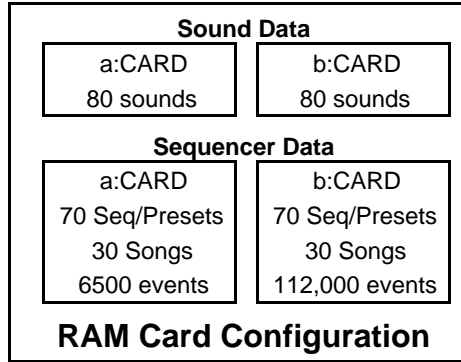 Sound Data
a:CARD
80 sounds
b:CARD
80 sounds
Sequencer Data
a:CARD
70 Seq/Presets
30 Songs
6500 events
b:CARD
70 Seq/Presets
30 Songs
112,000 events
RAM Card Configuration